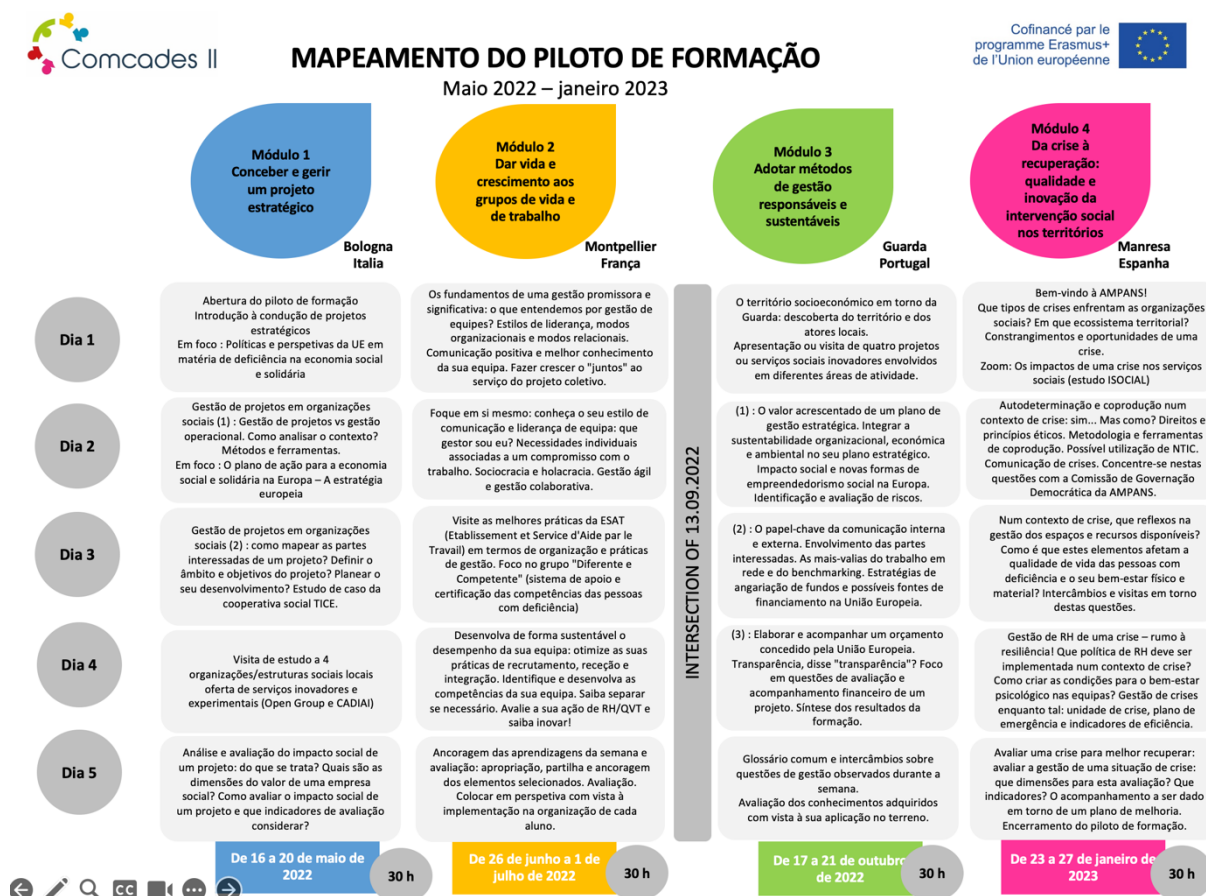 Comcades II
MAPEAMENTO DO PILOTO DE FORMAÇÃO
Maio 2022 – janeiro 2023
Cofinancé par le
programme Erasmus+
de l'Union européenne
Módulo 1
Conceber e gerir
um projeto
estratégico
Bologna
Italia
Módulo 2
Dar vida e
crescimento aos
grupos de vida e
de trabalho
Montpellier
França
Módulo 3
Adotar métodos
de gestão
responsáveis e
sustentáveis
Guarda
Portugal
Módulo 4
Da crise à
recuperação:
qualidade e
inovação da
intervenção social
nos territórios
Manresa
Espanha
Dia 1
Abertura do piloto de formação
Introdução à condução de projetos
estratégicos
Em foco : Políticas e perspetivas da UE em
matéria de deficiência na economia social
e solidária
Os fundamentos de uma gestão promissora e
significativa: o que entendemos por gestão de
equipes? Estilos de liderança, modos
organizacionais e modos relacionais.
Comunicação positiva e melhor conhecimento
da sua equipa. Fazer crescer o "juntos" ao
serviço do projeto coletivo.
O território socioeconómico em torno da
Guarda: descoberta do território e dos
atores locais.
Apresentação ou visita de quatro projetos
ou serviços sociais inovadores envolvidos
em diferentes áreas de atividade.
Bem-vindo à AMPANS!
Que tipos de crises enfrentam as organizações
sociais? Em que ecossistema territorial?
Constrangimentos e oportunidades de uma
crise.
Zoom: Os impactos de uma crise nos serviços
sociais (estudo ISOCIAL)
Dia 2
Gestão de projetos em organizações
sociais (1) : Gestão de projetos vs gestão
operacional. Como analisar o contexto?
Métodos e ferramentas.
Em foco : O plano de ação para a economia
social e solidária na Europa – A estratégia
europeia
Foque em si mesmo: conheça o seu estilo de
comunicação e liderança de equipa: que
gestor sou eu? Necessidades individuais
associadas a um compromisso com o
trabalho. Sociocracia e holacracia. Gestão ágil
e gestão colaborativa.
(1) : O valor acrescentado de um plano de
gestão estratégica. Integrar a
sustentabilidade organizacional, económica
e ambiental no seu plano estratégico.
Impacto social e novas formas de
empreendedorismo social na Europa.
Identificação e avaliação de riscos.
Autodeterminação e coprodução num
contexto de crise: sim... Mas como? Direitos e
princípios éticos. Metodologia e ferramentas
de coprodução. Possível utilização de NTIC.
Comunicação de crises. Concentre-se nestas
questões com a Comissão de Governação
Democrática da AMPANS.
Dia 3
Gestão de projetos em organizações
sociais (2) : como mapear as partes
interessadas de um projeto? Definir o
âmbito e objetivos do projeto? Planear o
seu desenvolvimento? Estudo de caso da
cooperativa social TICE.
Visite as melhores práticas da ESAT
(Etablissement et Service d'Aide par le
Travail) em termos de organização e práticas
de gestão. Foco no grupo "Diferente e
Competente" (sistema de apoio e
certificação das competências das pessoas
com deficiência)
(2) : O papel-chave da comunicação interna
e externa. Envolvimento das partes
interessadas. As mais-valias do trabalho em
rede e do benchmarking. Estratégias de
angariação de fundos e possíveis fontes de
financiamento na União Europeia.
Num contexto de crise, que reflexos na
gestão dos espaços e recursos disponíveis?
Como é que estes elementos afetam a
qualidade de vida das pessoas com
deficiência e o seu bem-estar físico e
material? Intercâmbios e visitas em torno
destas questões.
INTERSECTION OF 13.09.2022
Dia 4
Visita de estudo a 4
organizações/estruturas sociais locais
oferta de serviços inovadores e
experimentais (Open Group e CADIAI)
Desenvolva de forma sustentável o
desempenho da sua equipa: otimize as suas
práticas de recrutamento, receção e
integração. Identifique e desenvolva as
competências da sua equipa. Saiba separar
se necessário. Avalie a sua ação de RH/QVT e
saiba inovar!
(3) : Elaborar e acompanhar um orçamento
concedido pela União Europeia.
Transparência, disse "transparência"? Foco
em questões de avaliação e
acompanhamento financeiro de um
projeto. Síntese dos resultados da
formação.
Gestão de RH de uma crise – rumo à
resiliência! Que política de RH deve ser
implementada num contexto de crise?
Como criar as condições para o bem-estar
psicológico nas equipes? Gestão de crises
enquanto tal: unidade de crise, plano de
emergência e indicadores de eficiência.
Dia 5
Análise e avaliação do impacto social de
um projeto: do que se trata? Quais são as
dimensões do valor de uma empresa
social? Como avaliar o impacto social de
um projeto e que indicadores de avaliação
considerar?
Ancoragem das aprendizagens da semana e
avaliação: apropriação, partilha e ancoragem
dos elementos selecionados. Avaliação.
Colocar em perspetiva com vista à
implementação na organização de cada
aluno.
Glossário comum e intercâmbios sobre
questões de gestão observados durante a
semana.
Avaliação dos conhecimentos adquiridos
com vista à sua aplicação no terreno.
Avaliar uma crise para melhor recuperar:
avaliar a gestão de uma situação de crise:
que dimensões para esta avaliação? Que
indicadores? O acompanhamento a ser dado
em torno de um plano de melhoria.
Encerramento do piloto de formação.
De 16 a 20 de maio de
2022
30 h
De 26 de junho a 1 de
julho de 2022
30 h
De 17 a 21 de outubro
de 2022
30 h
De 23 a 27 de janeiro de
2023
30 h
CC